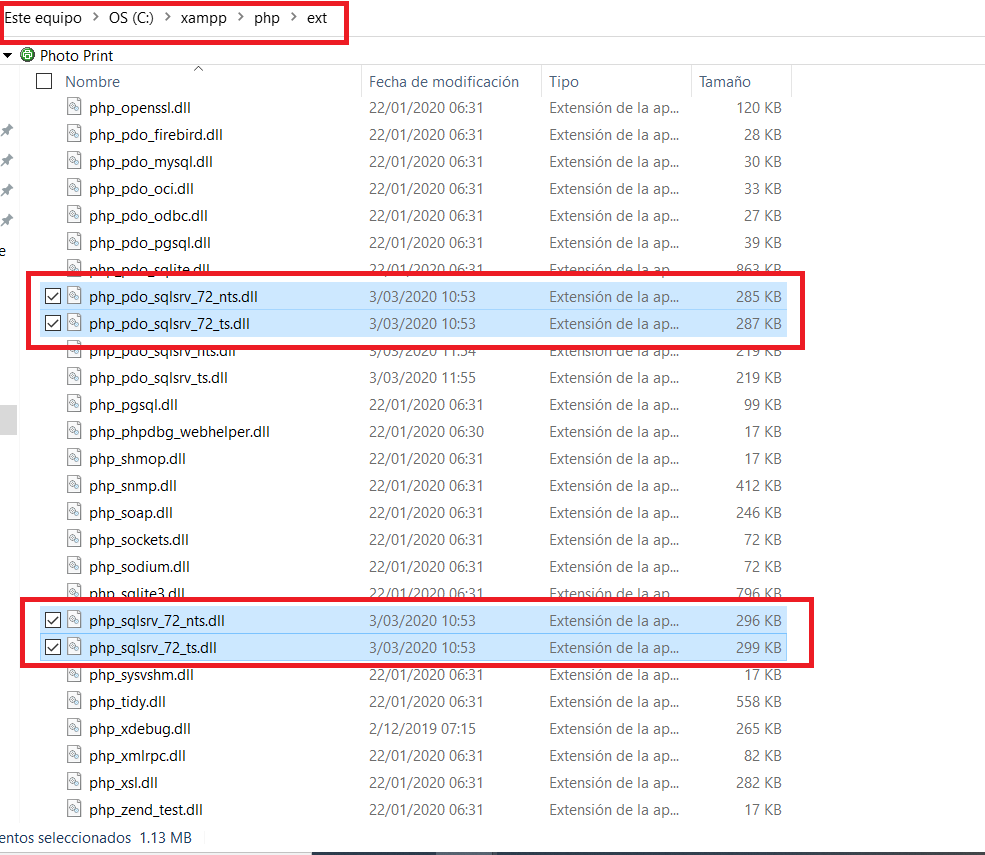 Este equipo > OS (C:) > xampp > php > ext
Photo Print
Nombre Fecha de modificación Tipo Tamaño
php_openssl.dll 22/01/2020 06:31 Extensión de la ap... 120 KB
php_pdo_firebird.dll 22/01/2020 06:31 Extensión de la ap... 28 KB
php_pdo_mysql.dll 22/01/2020 06:31 Extensión de la ap... 30 KB
php_pdo_oci.dll 22/01/2020 06:31 Extensión de la ap... 33 KB
php_pdo_odbc.dll 22/01/2020 06:31 Extensión de la ap... 27 KB
php_pdo_pgsql.dll 22/01/2020 06:31 Extensión de la ap... 39 KB
e
php_pdo_sqlite.dll 22/01/2020 06:31 Extensión de la ap... 863 KB
php_pdo_sqlsrv_72_nts.dll 3/03/2020 10:53 Extensión de la ap... 285 KB
php_pdo_sqlsrv_72_ts.dll 3/03/2020 10:53 Extensión de la ap... 287 KB
php_pdo_sqlsrv_nts.dll 3/03/2020 11:54 Extensión de la ap... 219 KB
php_pdo_sqlsrv_ts.dll 3/03/2020 11:55 Extensión de la ap... 219 KB
php_pgsql.dll 22/01/2020 06:31 Extensión de la ap... 99 KB
php_phpdbg_webhelper.dll 22/01/2020 06:30 Extensión de la ap... 17 KB
php_shmop.dll 22/01/2020 06:31 Extensión de la ap... 17 KB
php_snmp.dll 22/01/2020 06:31 Extensión de la ap... 412 KB
php_soap.dll 22/01/2020 06:31 Extensión de la ap... 246 KB
php_sockets.dll 22/01/2020 06:31 Extensión de la ap... 72 KB
php_sodium.dll 22/01/2020 06:31 Extensión de la ap... 72 KB
php_sqlite3.dll 22/01/2020 06:31 Extensión de la ap... 796 KB
php_sqlsrv_72_nts.dll 3/03/2020 10:53 Extensión de la ap... 296 KB
php_sqlsrv_72_ts.dll 3/03/2020 10:53 Extensión de la ap... 299 KB
php_sysvshm.dll 22/01/2020 06:31 Extensión de la ap... 17 KB
php_tidy.dll 22/01/2020 06:31 Extensión de la ap... 558 KB
php_xdebug.dll 2/12/2019 07:15 Extensión de la ap... 265 KB
php_xmlrpc.dll 22/01/2020 06:31 Extensión de la ap... 82 KB
php_xsl.dll 22/01/2020 06:31 Extensión de la ap... 282 KB
php_zend_test.dll 22/01/2020 06:31 Extensión de la ap... 17 KB
entos seleccionados 1.13 MB